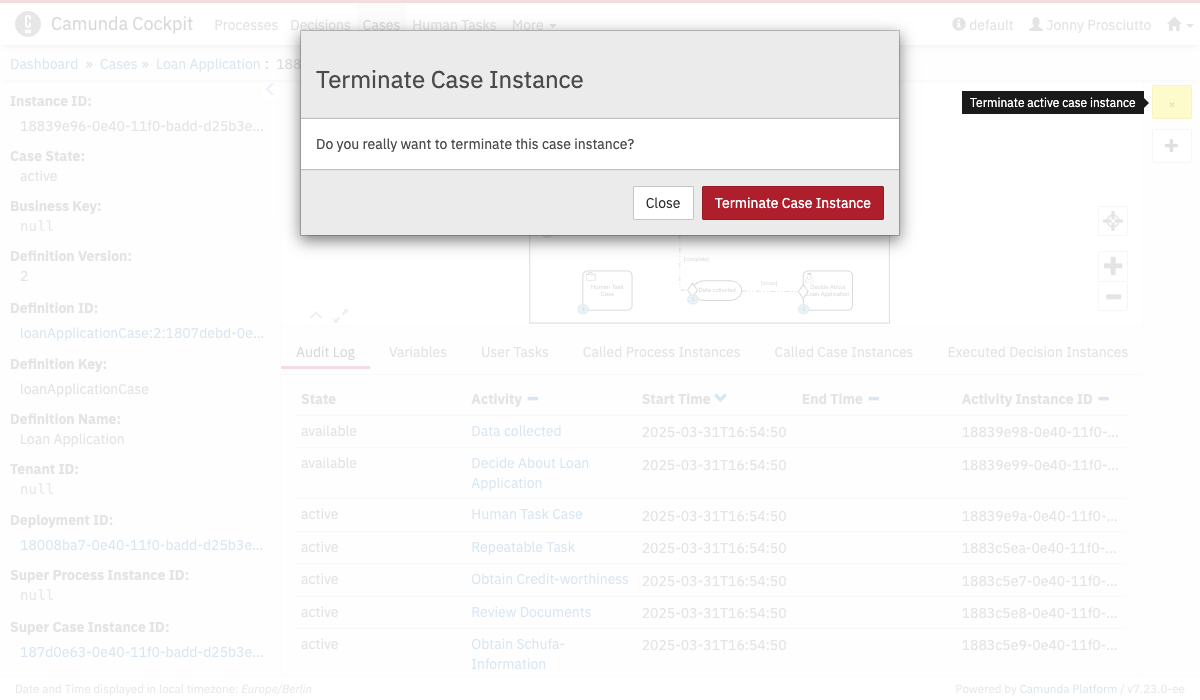 Camunda Cockpit Processes Decisions Cases Human Tasks More default Jonny Prosciutto
Dashboard » Cases » Loan Application : 188
Terminate Case Instance
Do you really want to terminate this case instance?
Close Terminate Case Instance
Terminate active case instance
Instance ID:
18839e96-0e40-11f0-badd-d25b3e...
Case State:
active
Business Key:
null
Definition Version:
2
Definition ID:
loanApplicationCase:2:1807debd-0e...
Definition Key:
loanApplicationCase
Definition Name:
Loan Application
Tenant ID:
null
Deployment ID:
18008ba7-0e40-11f0-badd-d25b3e...
Super Process Instance ID:
null
Super Case Instance ID:
187d0e63-0e40-11f0-badd-d25b3e...
[complete]
Human Task
Case
Data collected
Decide About
Loan Application
Audit Log Variables User Tasks Called Process Instances Called Case Instances Executed Decision Instances
State Activity Start Time End Time Activity Instance ID
available Data collected 2025-03-31T16:54:50 18839e98-0e40-11f0-...
available Decide About Loan 2025-03-31T16:54:50 18839e99-0e40-11f0-...
Application
active Human Task Case 2025-03-31T16:54:50 18839e9a-0e40-11f0-...
active Repeatable Task 2025-03-31T16:54:50 1883c5ea-0e40-11f0-...
active Obtain Credit-worthiness 2025-03-31T16:54:50 1883c5e7-0e40-11f0-...
active Review Documents 2025-03-31T16:54:50 1883c5e8-0e40-11f0-...
active Obtain Schufa- 2025-03-31T16:54:50 1883c5e9-0e40-11f0-...
Information
Date and Time displayed in local timezone: Europe/Berlin Powered by Camunda Platform / v7.23.0-ee